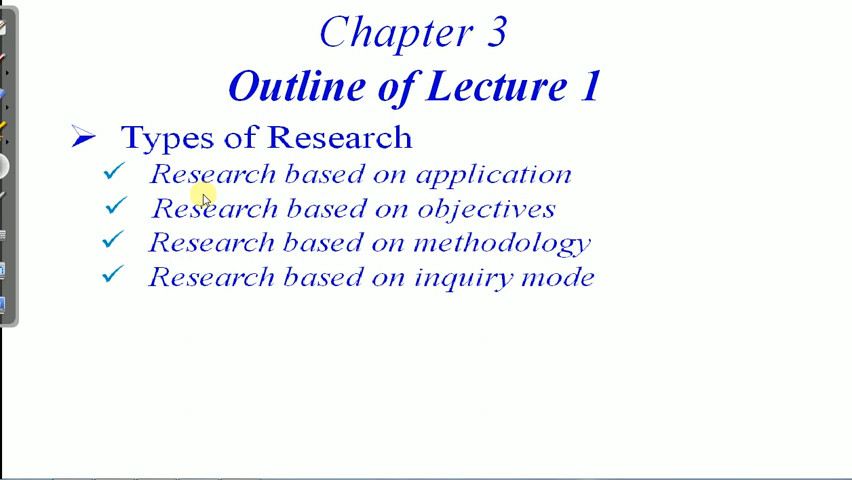 Chapter 3
Outline of Lecture 1
Types of Research
Research based on application
Research based on objectives
Research based on methodology
Research based on inquiry mode